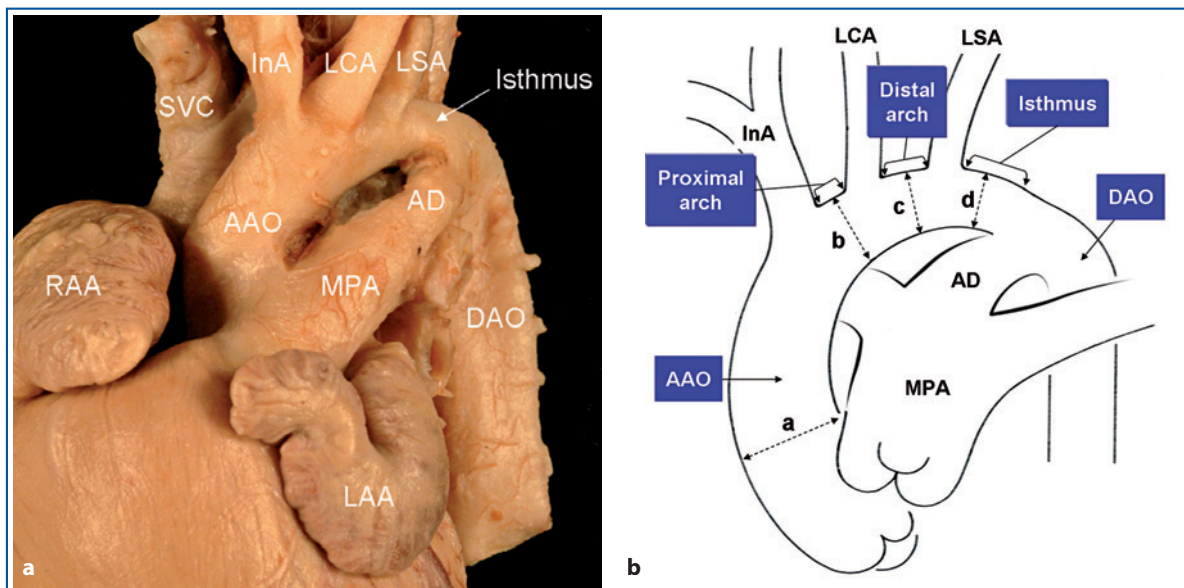 InA
LCA
LSA
Isthmus
SVC
AAO
AD
RAA
MPA
DAO
LAA
a
LCA
LSA
InA
Distal
arch
Isthmus
Proximal
arch
DAO
b
c
d
AD
AAO
MPA
a
b